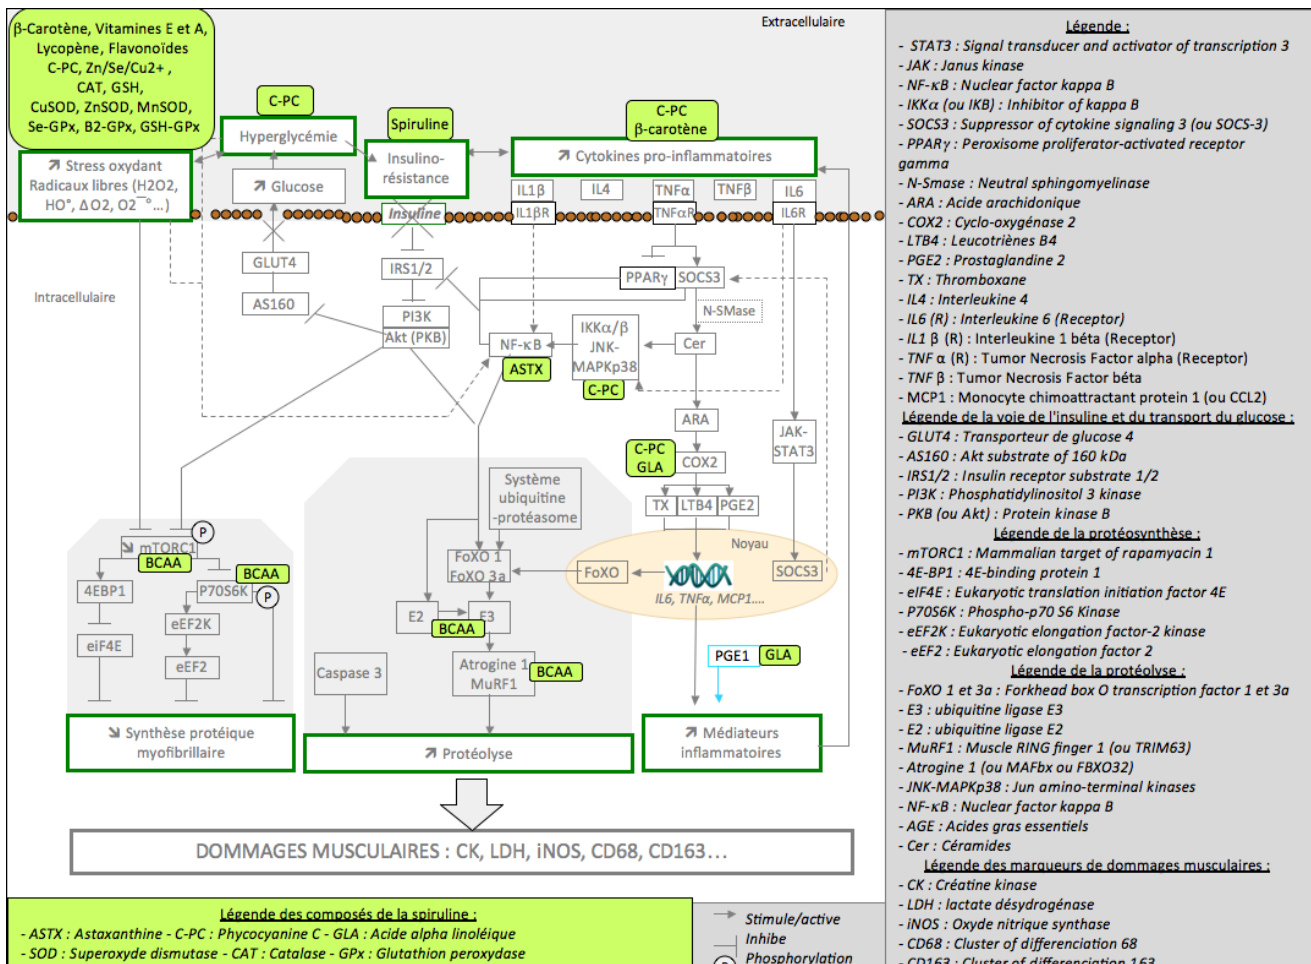 β-Carotène, Vitamines E et A,
Lycopène, Flavonoïdes
C-PC, Zn/Se/Cu2+ ,
CAT, GSH,
CuSOD, ZnSOD, MnSOD,
Se-GPx, B2-GPx, GSH-GPx
Extracellulaire
C-PC
Hyperglycémie
Spiruline
C-PC
β-carotène
↗ Stress oxydant
Radicaux libres (H2O2,
HO°, ΔO2, O2¯°…)
↗ Glucose
Insulino-
résistance
↗ Cytokines pro-inflammatoires
IL1β
IL4
TNFα
TNFβ
IL6
Insuline
IL1βR
TNFαR
IL6R
Intracellulaire
GLUT4
AS160
IRS1/2
PI3K
Akt (PKB)
PPARγ
SOCS3
N-SMase
NF-κB
ASTX
IKKα/β
JNK-
MAPKp38
C-PC
Cer
ARA
JAK-
STAT3
C-PC
GLA
COX2
TX
LTB4
PGE2
Système
ubiquitine
-protéasome
Noyau
P
↘ mTORC1
BCAA
BCAA
4EBP1
P70S6K
P
eEF2K
eiF4E
eEF2
FoXO 1
FoXO 3a
FoXO
SOCS3
IL6, TNFα, MCP1....
E2
E3
BCAA
Caspase 3
Atrogine 1
MuRF1
BCAA
PGE1
GLA
↘ Synthèse protéique
myofibrillaire
↗ Protéolyse
↗ Médiateurs
inflammatoires
DOMMAGES MUSCULAIRES : CK, LDH, iNOS, CD68, CD163…
Légende des composés de la spiruline :
- ASTX : Astaxanthine - C-PC : Phycocyanine C - GLA : Acide alpha linoléique
- SOD : Superoxyde dismutase - CAT : Catalase - GPx : Glutathion peroxydase
Stimule/active
Inhibe
P Phosphorylation
Légende :
- STAT3 : Signal transducer and activator of transcription 3
- JAK : Janus kinase
- NF-κB : Nuclear factor kappa B
- IKKα (ou IKB) : Inhibitor of kappa B
- SOCS3 : Suppressor of cytokine signaling 3 (ou SOCS-3)
- PPARγ : Peroxisome proliferator-activated receptor
gamma
- N-Smase : Neutral sphingomyelinase
- ARA : Acide arachidonique
- COX2 : Cyclo-oxygénase 2
- LTB4 : Leucotriènes B4
- PGE2 : Prostaglandine 2
- TX : Thromboxane
- IL4 : Interleukine 4
- IL6 (R) : Interleukine 6 (Receptor)
- IL1 β (R) : Interleukine 1 béta (Receptor)
- TNF α (R) : Tumor Necrosis Factor alpha (Receptor)
- TNF β : Tumor Necrosis Factor béta
- MCP1 : Monocyte chimoattractant protein 1 (ou CCL2)
Légende de la voie de l'insuline et du transport du glucose :
- GLUT4 : Transporteur de glucose 4
- AS160 : Akt substrate of 160 kDa
- IRS1/2 : Insulin receptor substrate 1/2
- PI3K : Phosphatidylinositol 3 kinase
- PKB (ou Akt) : Protein kinase B
Légende de la protéosynthèse :
- mTORC1 : Mammalian target of rapamyacin 1
- 4E-BP1 : 4E-binding protein 1
- eIF4E : Eukaryotic translation initiation factor 4E
- P70S6K : Phospho-p70 S6 Kinase
- eEF2K : Eukaryotic elongation factor-2 kinase
- eEF2 : Eukaryotic elongation factor 2
Légende de la protéolyse :
- FoXO 1 et 3a : Forkhead box O transcription factor 1 et 3a
- E3 : ubiquitine ligase E3
- E2 : ubiquitine ligase E2
- MuRF1 : Muscle RING finger 1 (ou TRIM63)
- Atrogine 1 (ou MAFbx ou FBXO32)
- JNK-MAPKp38 : Jun amino-terminal kinases
- NF-κB : Nuclear factor kappa B
- AGE : Acides gras essentiels
- Cer : Céramides
Légende des marqueurs de dommages musculaires :
- CK : Créatine kinase
- LDH : lactate désydrogénase
- iNOS : Oxyde nitrique synthase
- CD68 : Cluster of differenciation 68
- CD163 : Cluster of differenciation 163